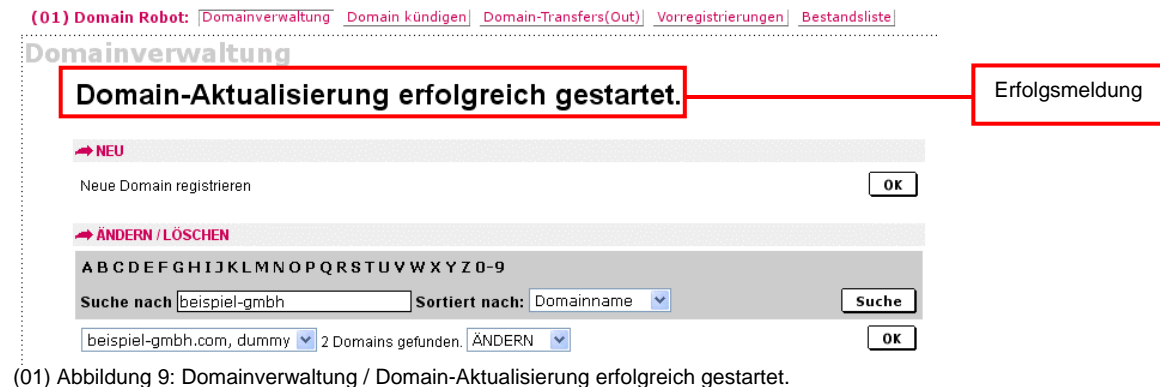 (01) Domain Robot: Domainverwaltung Domain kündigen Domain-Transfers(Out) Vorregistrierungen Bestandsliste
Domainverwaltung
Domain-Aktualisierung erfolgreich gestartet.
Erfolgsmeldung
NEU
Neue Domain registrieren OK
ÄNDERN / LÖSCHEN
A B C D E F G H I J K L M N O P Q R S T U V W X Y Z 0-9
Suche nach beispiel-gmbh Sortiert nach: Domainname Suche
beispiel-gmbh.com, dummy 2 Domains gefunden. ÄNDERN OK
(01) Abbildung 9: Domainverwaltung / Domain-Aktualisierung erfolgreich gestartet.